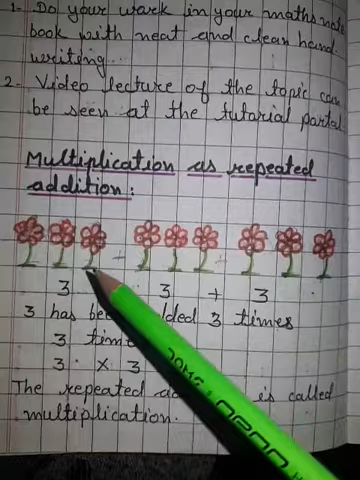 1- Do your work in your maths note
book with neat and clean hand
writing.
2- Video lecture of the topic can
be seen at the tutorial portal
Multiplication as repeated
addition:
3 3 + 3
3 has added 3 times
3
3 × 3
The repeated is called
multiplication.